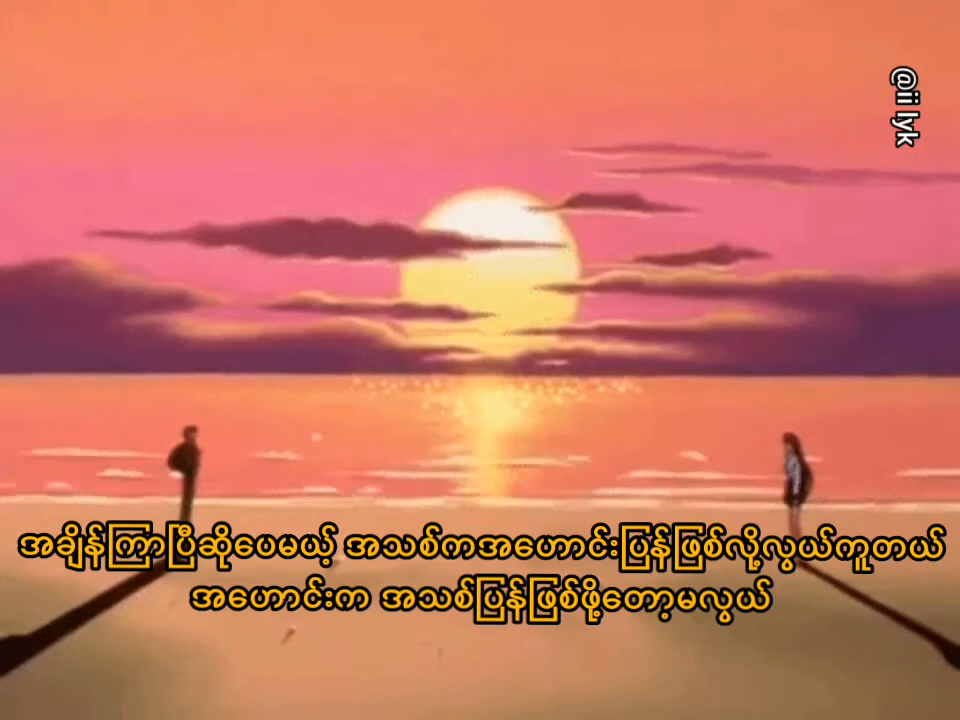 @ii lyk
အချိန်ကြာပြီဆိုပေမယ့် အသစ်ကအဟောင်းပြန်ဖြစ်လို့လွယ်ကူတယ်
အဟောင်းက အသစ်ပြန်ဖြစ်ဖို့တော့မလွယ်